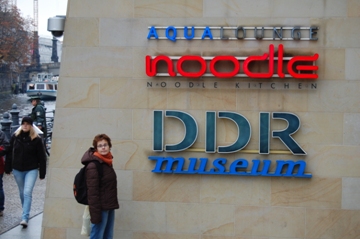 AQUALOUNGE
noodle
NOODLE KITCHEN
DDR
museum